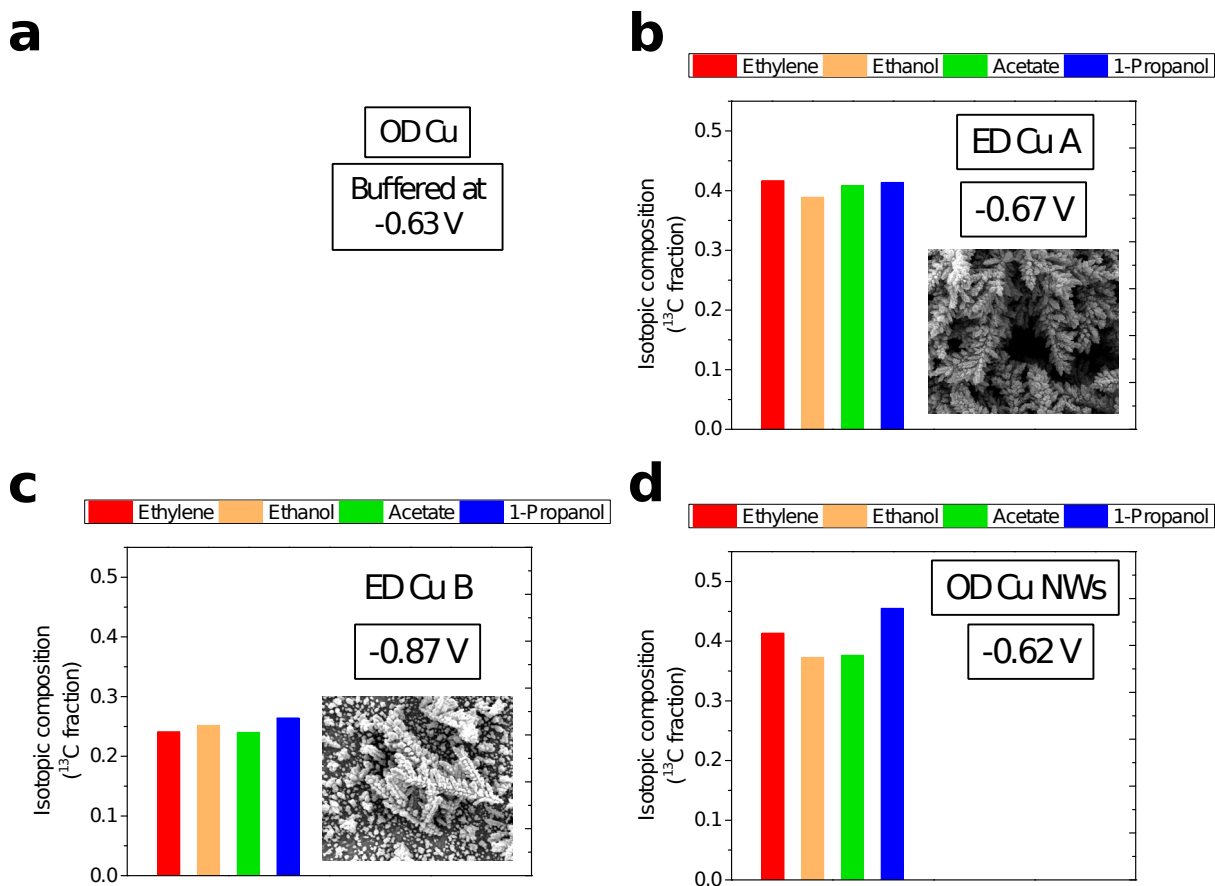 a
OD Cu
Buffered at
-0.63 V
b
Ethylene Ethanol Acetate 1-Propanol
Isotopic composition
(¹³C fraction)
0.5
0.4
0.3
0.2
0.1
0.0
ED Cu A
-0.67 V
c
Ethylene Ethanol Acetate 1-Propanol
Isotopic composition
(¹³C fraction)
0.5
0.4
0.3
0.2
0.1
0.0
ED Cu B
-0.87 V
d
Ethylene Ethanol Acetate 1-Propanol
Isotopic composition
(¹³C fraction)
0.5
0.4
0.3
0.2
0.1
0.0
OD Cu NWs
-0.62 V